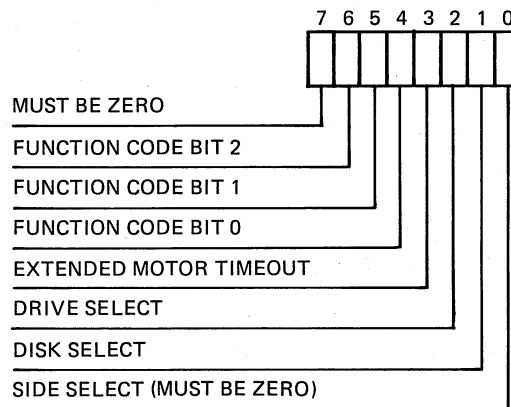 7 6 5 4 3 2 1 0
MUST BE ZERO
FUNCTION CODE BIT 2
FUNCTION CODE BIT 1
FUNCTION CODE BIT 0
EXTENDED MOTOR TIMEOUT
DRIVE SELECT
DISK SELECT
SIDE SELECT (MUST BE ZERO)